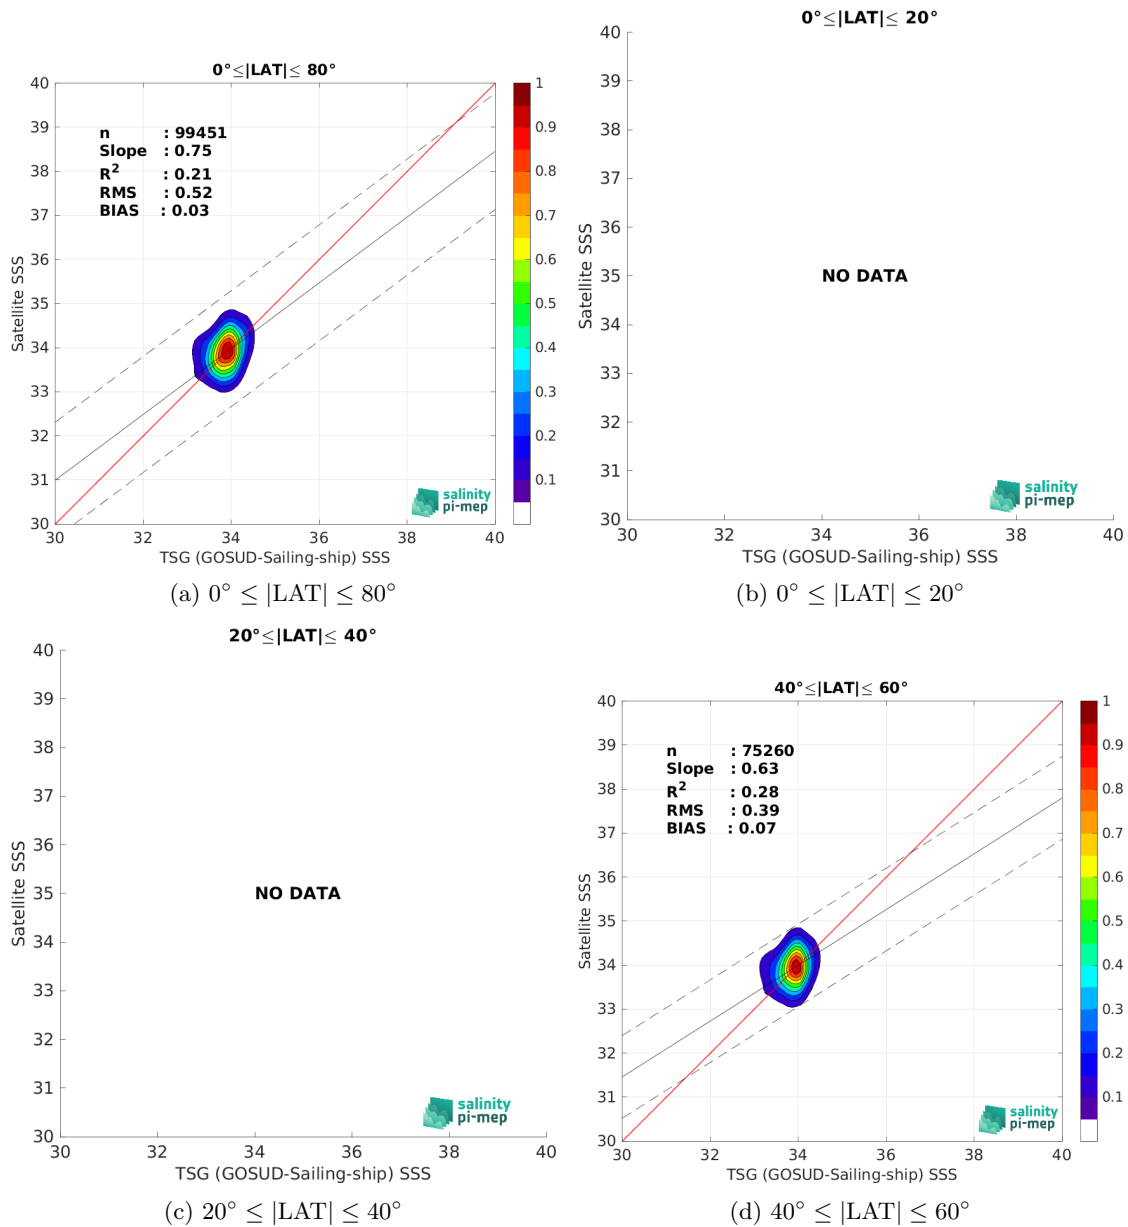 0°≤|LAT|≤ 80°
40
39
38
37
36
35
34
33
32
31
30
n : 99451
Slope : 0.75
R² : 0.21
RMS : 0.52
BIAS : 0.03
Satellite SSS
30 32 34 36 38 40
TSG (GOSUD-Sailing-ship) SSS
salinity
pi-mep
1
0.9
0.8
0.7
0.6
0.5
0.4
0.3
0.2
0.1
(a) 0° ≤ |LAT| ≤ 80°
0°≤|LAT|≤ 20°
40
39
38
37
36
35
34
33
32
31
30
NO DATA
Satellite SSS
30 32 34 36 38 40
TSG (GOSUD-Sailing-ship) SSS
salinity
pi-mep
(b) 0° ≤ |LAT| ≤ 20°
20°≤|LAT|≤ 40°
40
39
38
37
36
35
34
33
32
31
30
NO DATA
Satellite SSS
30 32 34 36 38 40
TSG (GOSUD-Sailing-ship) SSS
salinity
pi-mep
(c) 20° ≤ |LAT| ≤ 40°
40°≤|LAT|≤ 60°
40
39
38
37
36
35
34
33
32
31
30
n : 75260
Slope : 0.63
R² : 0.28
RMS : 0.39
BIAS : 0.07
Satellite SSS
30 32 34 36 38 40
TSG (GOSUD-Sailing-ship) SSS
salinity
pi-mep
1
0.9
0.8
0.7
0.6
0.5
0.4
0.3
0.2
0.1
(d) 40° ≤ |LAT| ≤ 60°